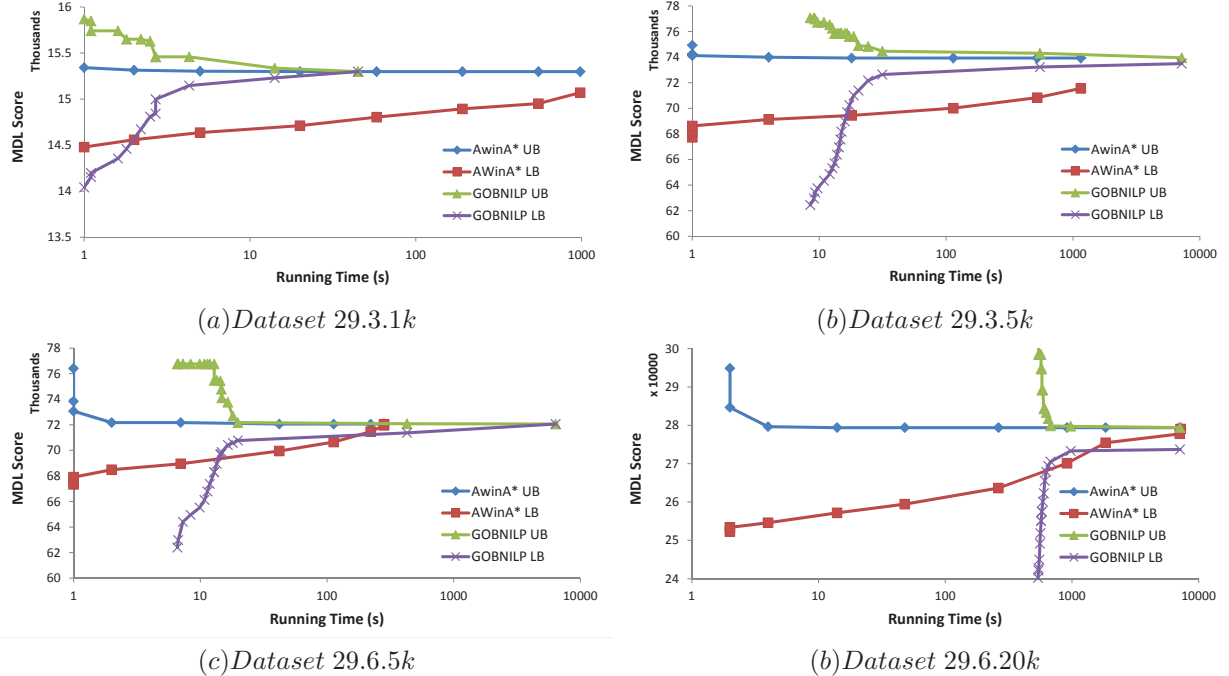 16
15.5
15
14.5
14
13.5
Thousands
MDL Score
1
10
100
1000
Running Time (s)
AwinA* UB
AWinA* LB
GOBNILP UB
GOBNILP LB
(a)Dataset 29.3.1k
78
76
74
72
70
68
66
64
62
60
Thousands
MDL Score
1
10
100
1000
10000
Running Time (s)
AwinA* UB
AWinA* LB
GOBNILP UB
GOBNILP LB
(b)Dataset 29.3.5k
78
76
74
72
70
68
66
64
62
60
Thousands
MDL Score
1
10
100
1000
10000
Running Time (s)
AwinA* UB
AWinA* LB
GOBNILP UB
GOBNILP LB
(c)Dataset 29.6.5k
30
29
28
27
26
25
24
x 10000
MDL Score
1
10
100
1000
10000
Running Time (s)
AwinA* UB
AWinA* LB
GOBNILP UB
GOBNILP LB
(b)Dataset 29.6.20k